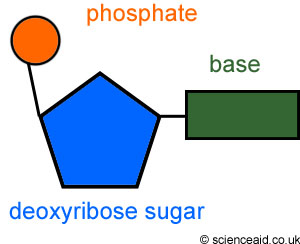 phosphate
base
deoxyribose sugar
© scienceaid.co.uk